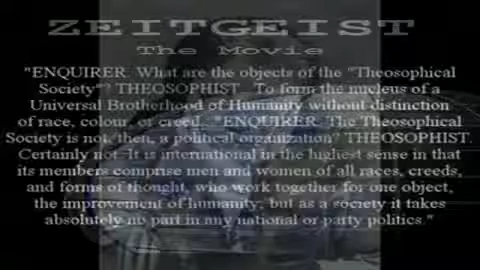 ZEITGEIST
The Movie
"ENQUIRER. What are the objects of the "Theosophical
Society"? THEOSOPHIST. To form the nucleus of a
Universal Brotherhood of Humanity without distinction
of race, colour, or creed. "ENQUIRER. The Theosophical
Society is not, then, a political organization? THEOSOPHIST.
Certainly not. It is international in the highest sense in that
its members comprise men and women of all races, creeds,
and forms of thought, who work together for one object,
the improvement of humanity; but as a society it takes
absolutely no part in any national or party politics."